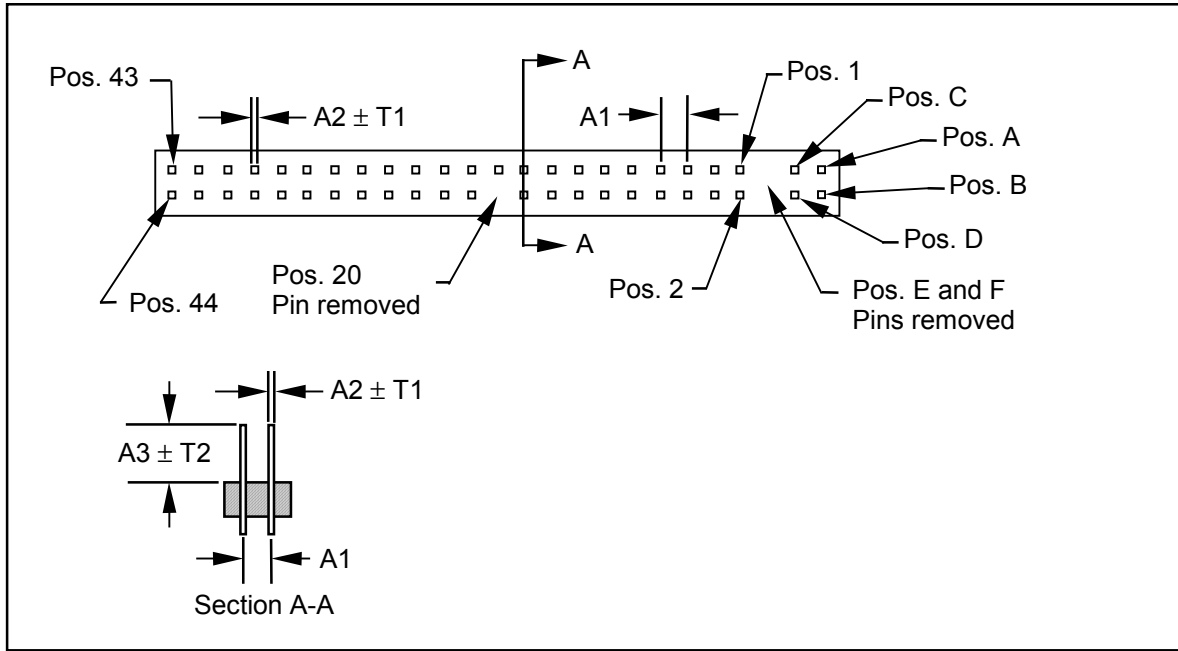 A
Pos. 43
Pos. 1
Pos. C
A2 ± T1
A1
Pos. A
Pos. B
Pos. D
A
Pos. 20
Pin removed
Pos. 2
Pos. E and F
Pins removed
Pos. 44
A2 ± T1
A3 ± T2
A1
Section A-A